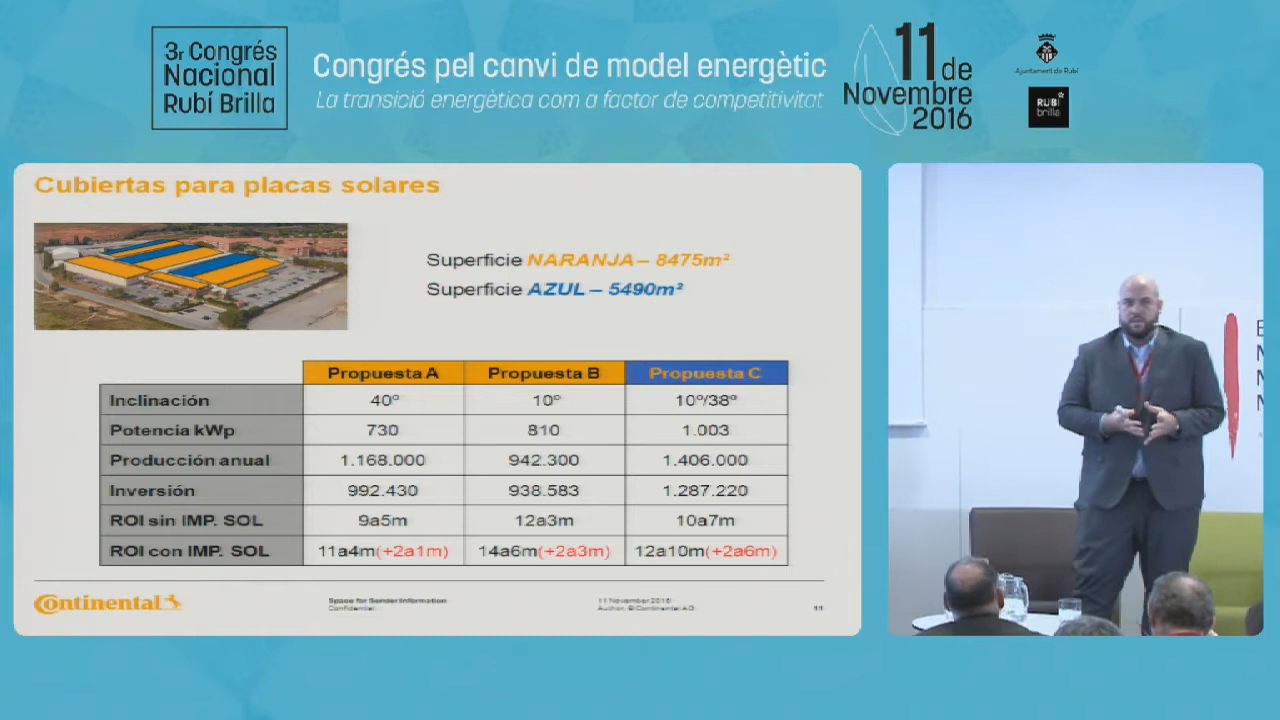 3r Congrés
Nacional
Rubí Brilla
Congrés pel canvi de model energètic
La transició energètica com a factor de competitivitat
11 de
Novembre
2016
Ajuntament de Rubí
RUBÍ
brilla
Cubiertas para placas solares
Superficie NARANJA – 8475m²
Superficie AZUL – 5490m²
Propuesta A Propuesta B Propuesta C
Inclinación 40º 10º 10º/38º
Potencia kWp 730 810 1.003
Producción anual 1.168.000 942.300 1.406.000
Inversión 992.430 938.583 1.287.220
ROI sin IMP. SOL 9a5m 12a3m 10a7m
ROI con IMP. SOL 11a4m(+2a1m) 14a6m(+2a3m) 12a10m(+2a6m)
Continental
Space for Sender Information
Confidential
11 November 2016
Author, © Continental AG
11
E
N
N
N